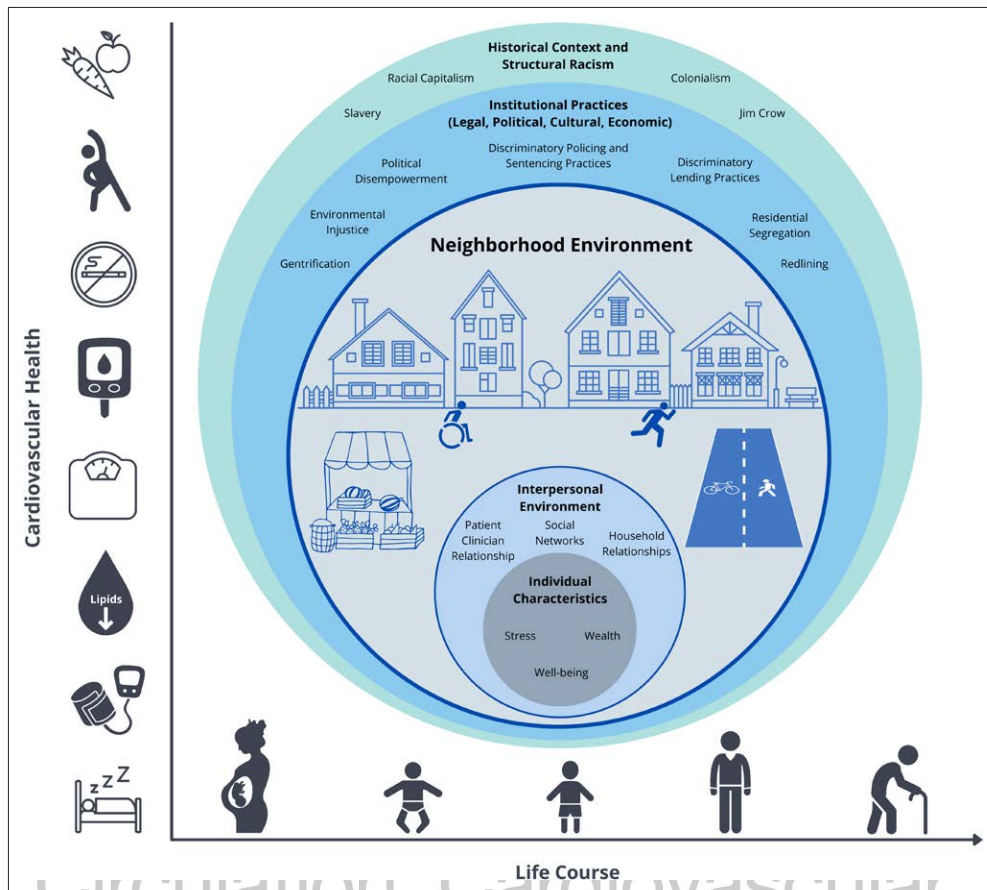 Historical Context and
Structural Racism
Racial Capitalism
Colonialism
Slavery
Jim Crow
Institutional Practices
(Legal, Political, Cultural, Economic)
Discriminatory Policing and
Sentencing Practices
Political
Disempowerment
Discriminatory
Lending Practices
Environmental
Injustice
Residential
Segregation
Gentrification
Redlining
Neighborhood Environment
Interpersonal
Environment
Patient
Clinician
Relationship
Social
Networks
Household
Relationships
Individual
Characteristics
Stress
Wealth
Well-being
Cardiovascular Health
Lipids
z z Z
Life Course
Circulation: Cardiovascular